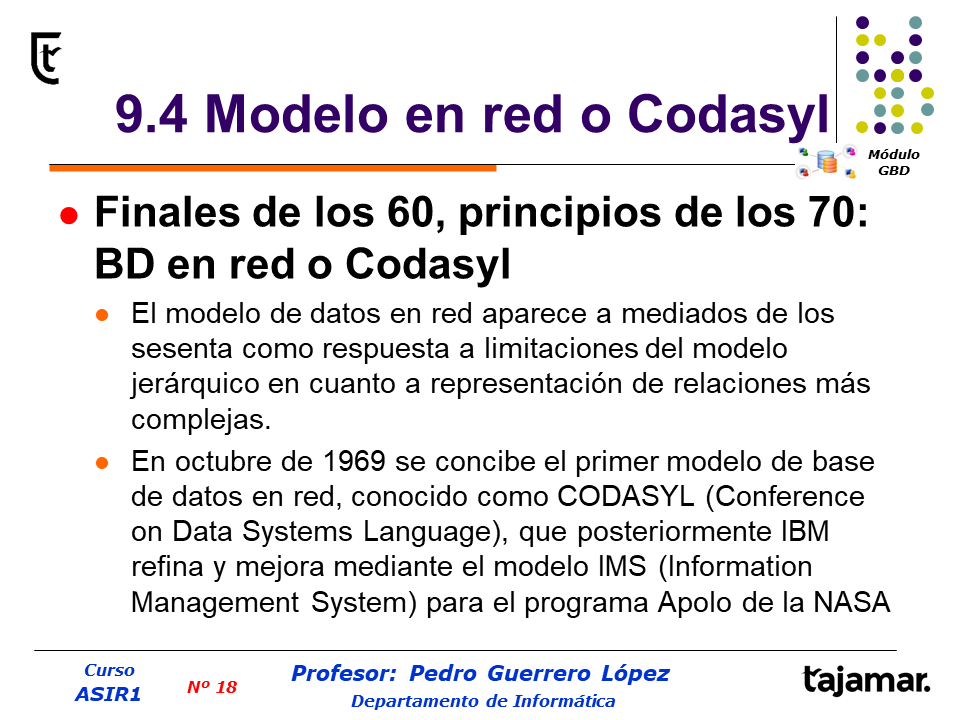 9.4 Modelo en red o Codasyl
Módulo
GBD
Finales de los 60, principios de los 70:
BD en red o Codasyl
El modelo de datos en red aparece a mediados de los
sesenta como respuesta a limitaciones del modelo
jerárquico en cuanto a representación de relaciones más
complejas.
En octubre de 1969 se concibe el primer modelo de base
de datos en red, conocido como CODASYL (Conference
on Data Systems Language), que posteriormente IBM
refina y mejora mediante el modelo IMS (Information
Management System) para el programa Apolo de la NASA
Curso
ASIR1
Nº 18
Profesor: Pedro Guerrero López
Departamento de Informática
tajamar.